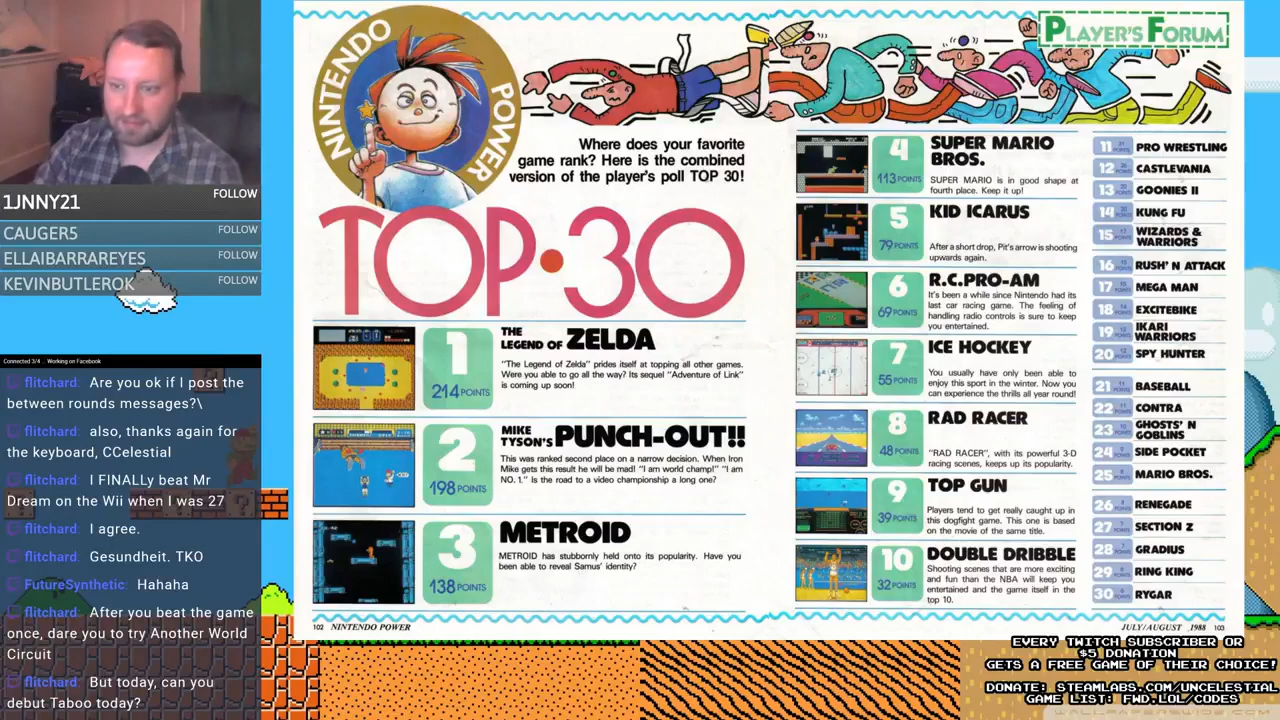 1JNNY21 FOLLOW
CAUGER5 FOLLOW
ELLAIBARRAREYES FOLLOW
KEVINBUTLEROK FOLLOW
Connected 3/4 .. Working on Facebook
flitchard: Are you ok if I post the
between rounds messages?\
flitchard: also, thanks again for
the keyboard, CCelestial
flitchard: I FINALLy beat Mr
Dream on the Wii when I was 27
flitchard: I agree.
flitchard: Gesundheit. TKO
FutureSynthetic: Hahaha
flitchard: After you beat the game
once, it should say Another World
Circuit
flitchard: But today, can you
debut Taboo today?
NINTENDO POWER
PLAYER'S FORUM
Where does your favorite
game rank? Here is the combined
version of the player's poll TOP 30!
TOP•30
THE
LEGEND OF ZELDA
"The Legend of Zelda" prides itself at topping all other games.
Were you able to go all the way? Its sequel "Adventure of Link"
is coming up soon!
1
214 POINTS
MIKE
TYSON'S PUNCH-OUT!!
This was ranked second place on a narrow decision. When Iron
Mike gets this result he will be mad! "I am world champ!" "I am
NO. 1." Is the road to a video championship a long one?
2
198 POINTS
METROID
METROID has stubbornly held onto its popularity. Have you
been able to reveal Samus' identity?
3
138 POINTS
102 NINTENDO POWER
4
113 POINTS
SUPER MARIO
BROS.
SUPER MARIO is in good shape at
fourth place. Keep it up!
5
79 POINTS
KID ICARUS
After a short drop, Pit's arrow is shooting
upwards again.
6
69 POINTS
R.C.PRO-AM
It's been a while since Nintendo had its
last car racing game. The feeling of
handling radio controls is sure to keep
you entertained.
7
55 POINTS
ICE HOCKEY
You usually have only been able to
enjoy this sport in the winter. Now you
can experience the thrills all year round!
8
48 POINTS
RAD RACER
"RAD RACER", with its powerful 3-D
racing scenes, keeps up its popularity.
9
39 POINTS
TOP GUN
Players tend to get really caught up in
this dogfight game. This one is based
on the movie of the same title.
10
32 POINTS
DOUBLE DRIBBLE
Shooting scenes that are more exciting
and fun than the NBA will keep you
entertained and the game itself in the
top 10.
11 PRO WRESTLING
12 CASTLEVANIA
13 GOONIES II
14 KUNG FU
15 WIZARDS &
WARRIORS
16 RUSH' N ATTACK
17 MEGA MAN
18 EXCITEBIKE
19 IKARI
WARRIORS
20 SPY HUNTER
21 BASEBALL
22 CONTRA
23 GHOSTS' N
GOBLINS
24 SIDE POCKET
25 MARIO BROS.
26 RENEGADE
27 SECTION Z
28 GRADIUS
29 RING KING
30 RYGAR
JULY/AUGUST 1988 103
EVERY TWITCH SUBSCRIBER OR
$5 DONATION
GETS A FREE GAME OF THEIR CHOICE!
DONATE: STEAMLABS.COM/UNCELESTIAL
GAME LIST: FWD.LOL/CODES
WALLPAPERSWIDE.COM